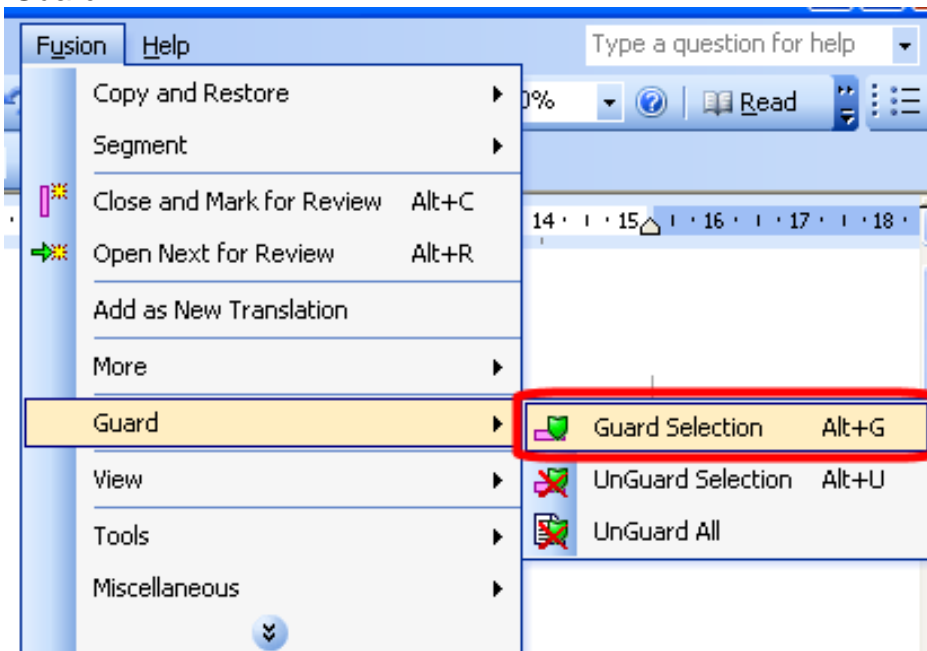 Fusion Help Type a question for help
Copy and Restore 0% Read
Segment
Close and Mark for Review Alt+C
14 15 16 17 18
Open Next for Review Alt+R
Add as New Translation
More
Guard Guard Selection Alt+G
View UnGuard Selection Alt+U
Tools UnGuard All
Miscellaneous